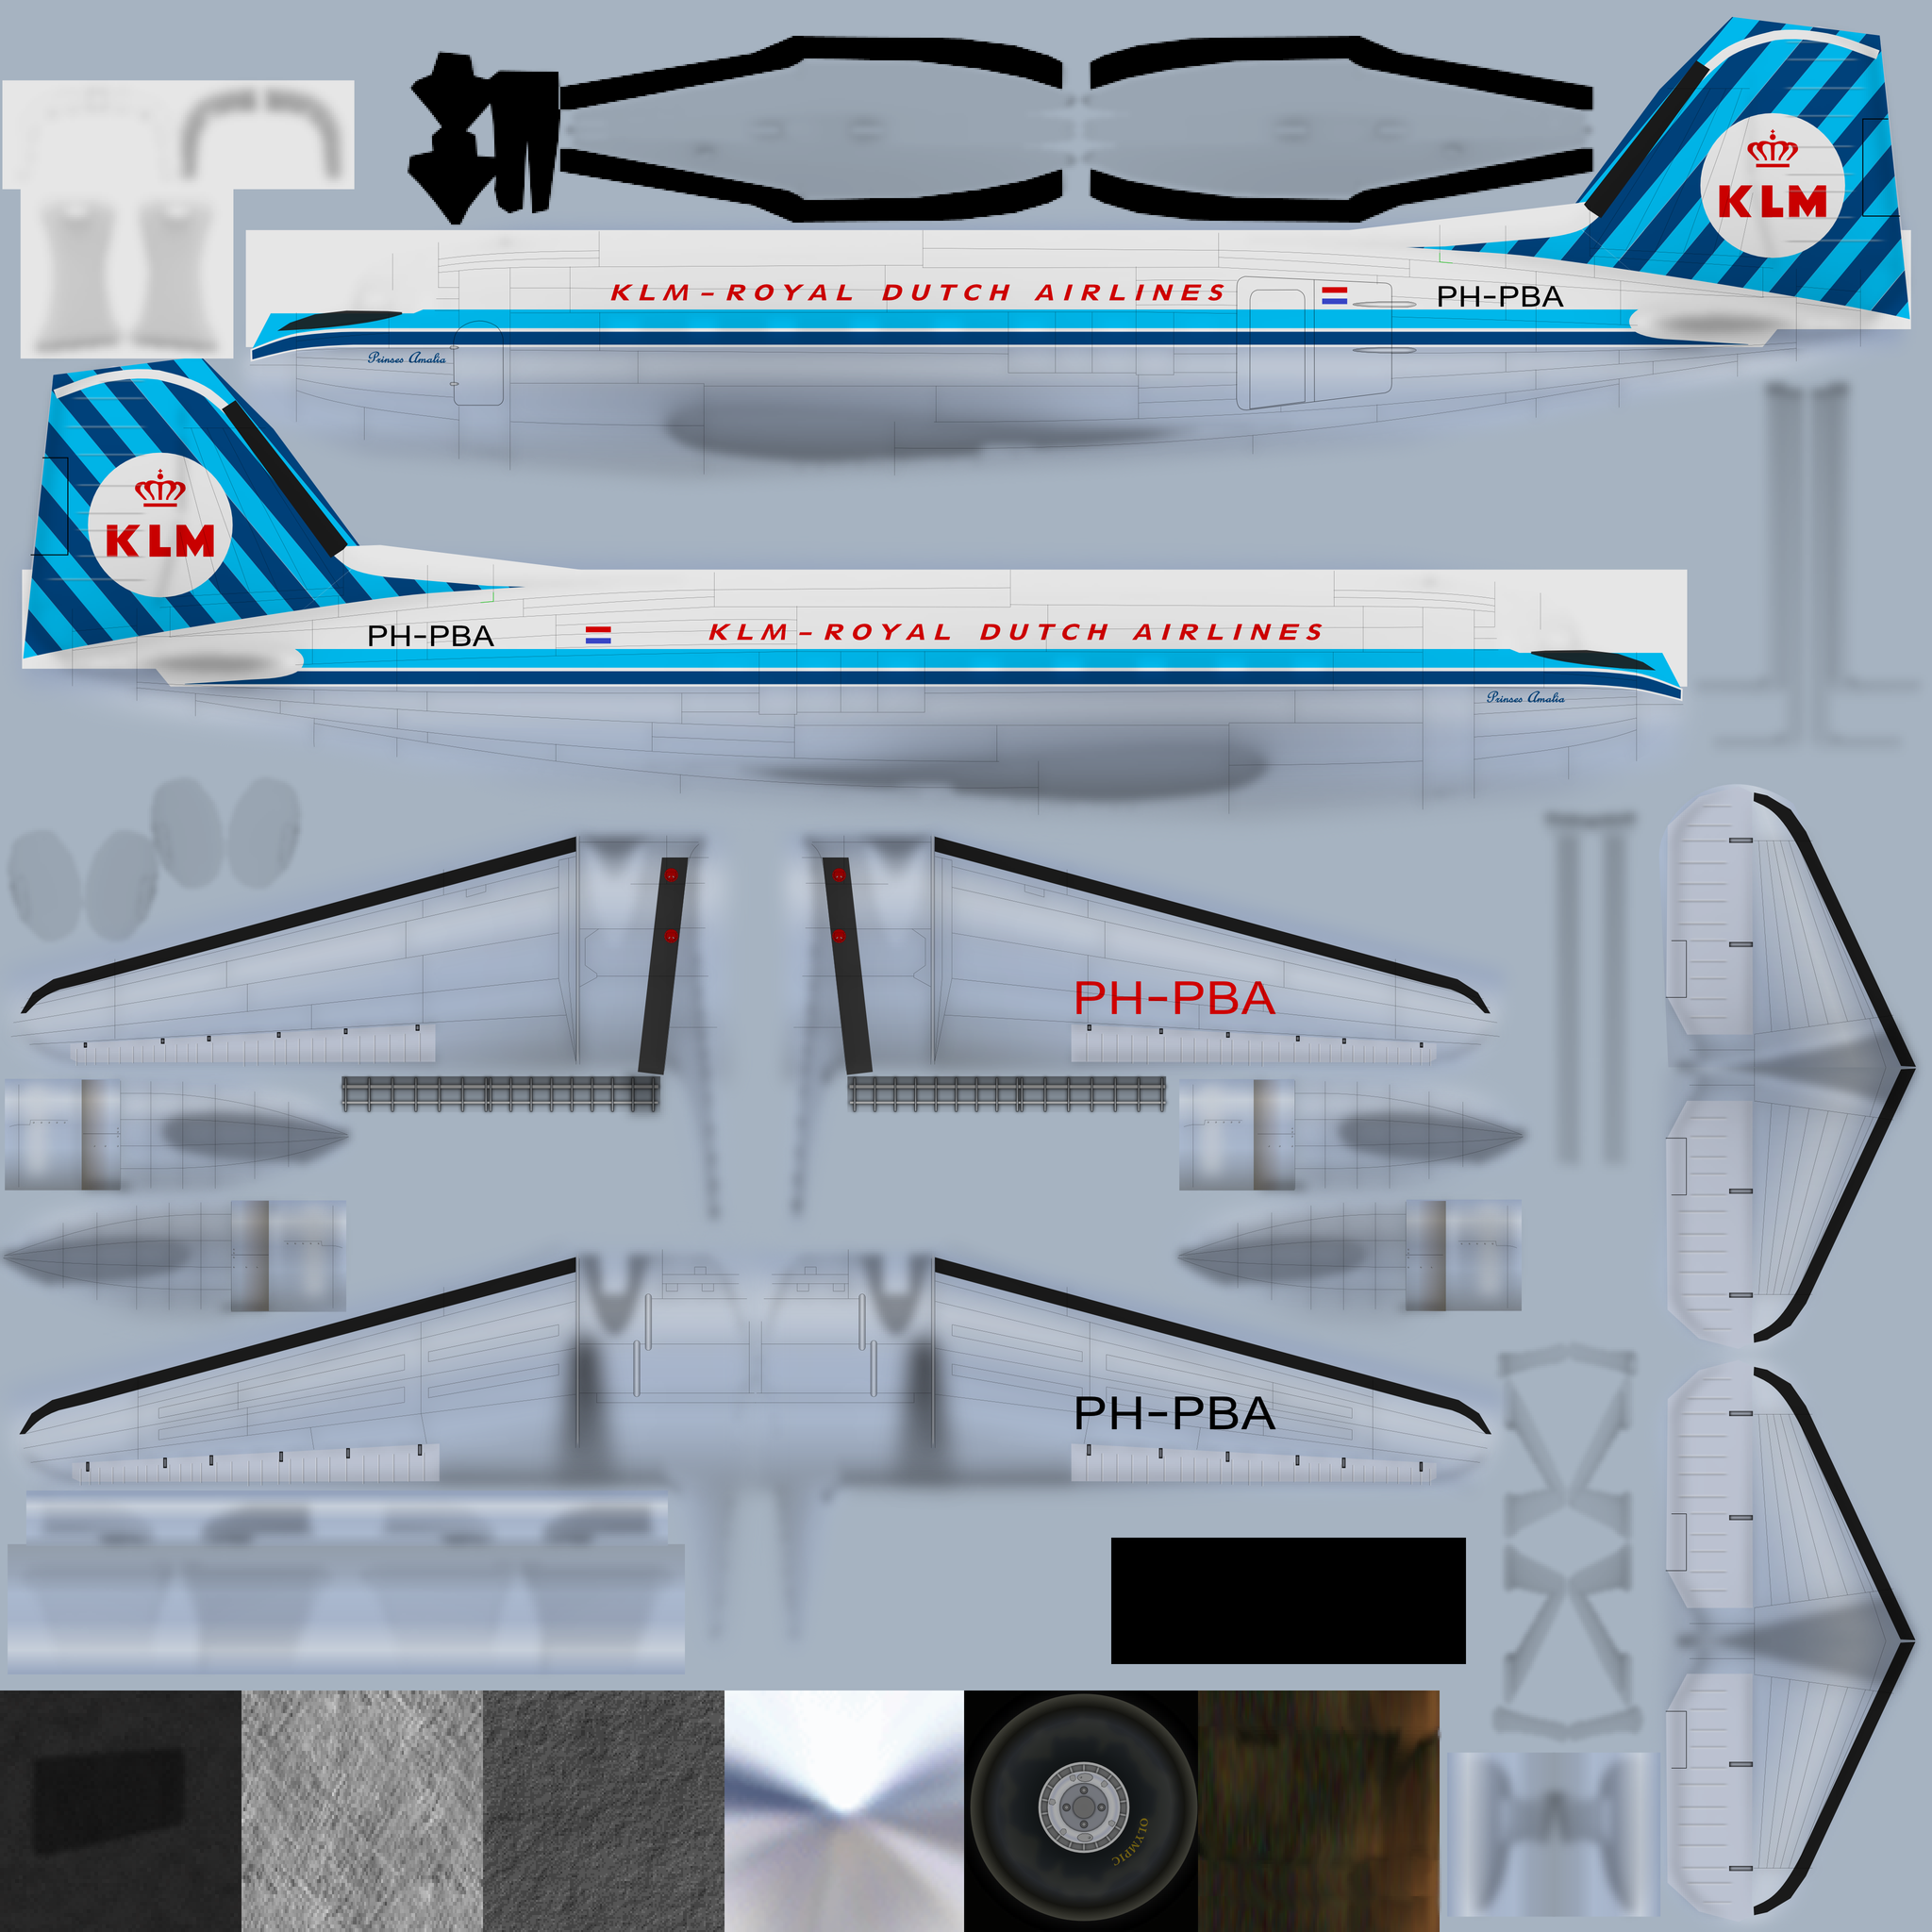 KLM
KLM-ROYAL DUTCH AIRLINES
PH-PBA
Prinses Amalia
KLM
PH-PBA
KLM-ROYAL DUTCH AIRLINES
Prinses Amalia
PH-PBA
PH-PBA
OLYMPIC